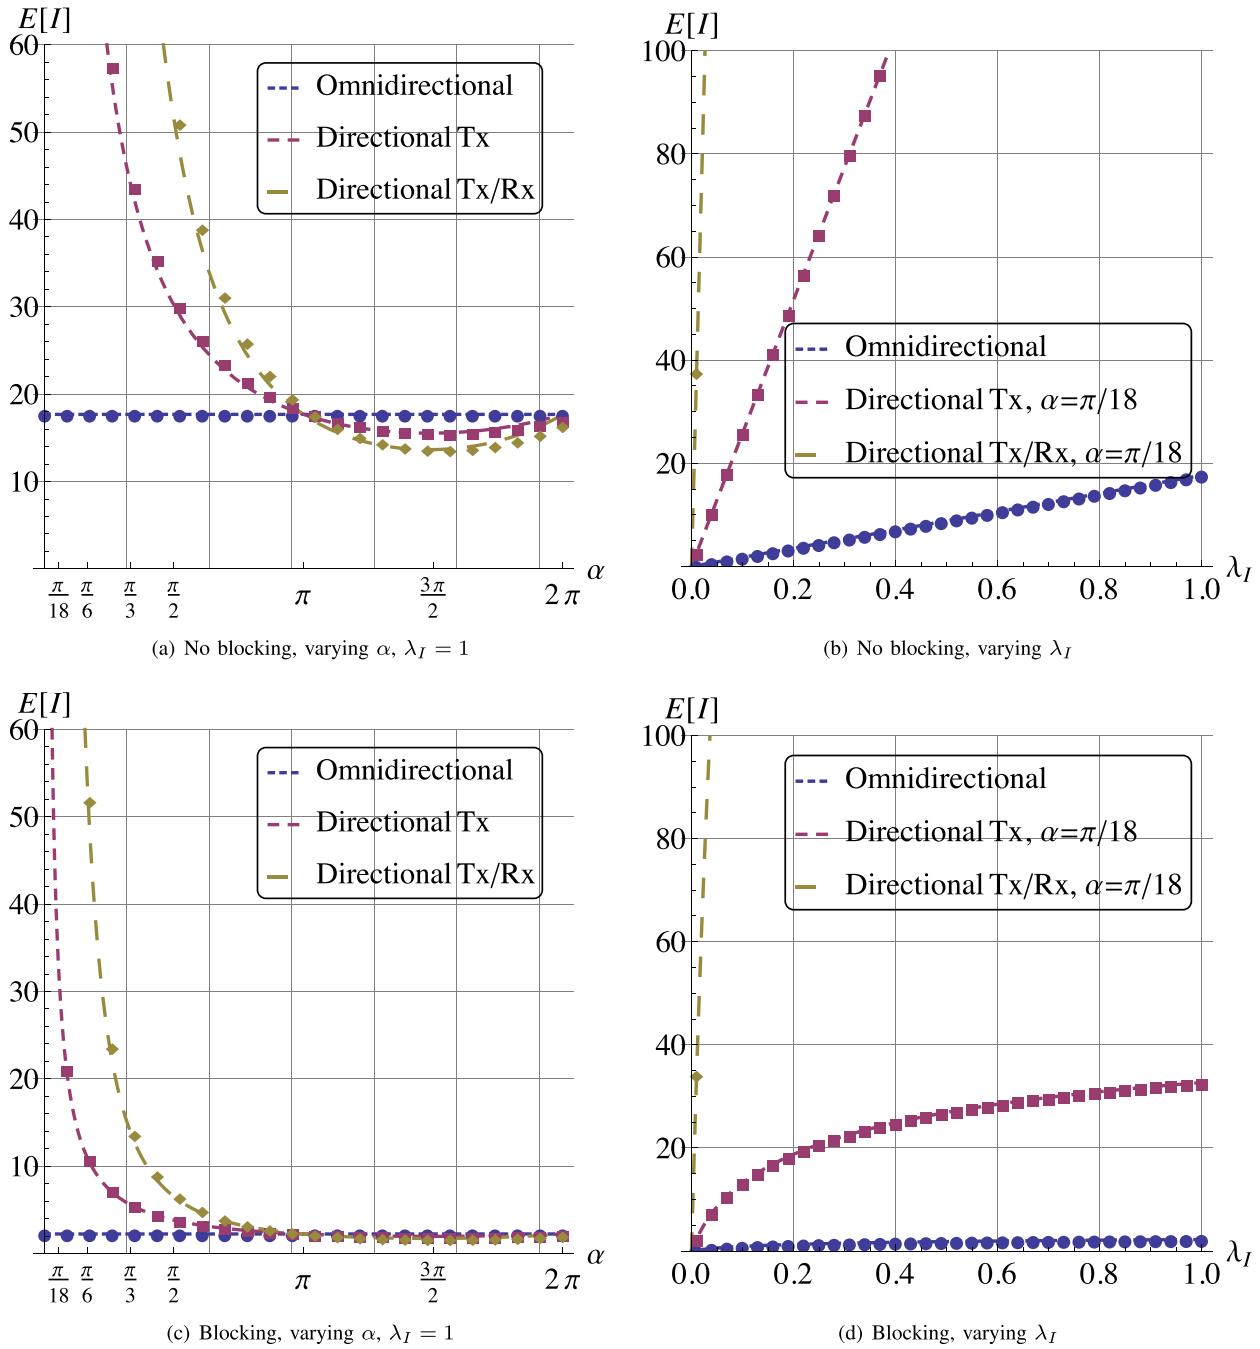 E[I]
60
50
40
30
20
10
Omnidirectional
Directional Tx
Directional Tx/Rx
π/18 π/6 π/3 π/2 π 3π/2 2π α
(a) No blocking, varying α, λ_I = 1
E[I]
100
80
60
40
20
Omnidirectional
Directional Tx, α=π/18
Directional Tx/Rx, α=π/18
0.0 0.2 0.4 0.6 0.8 1.0 λ_I
(b) No blocking, varying λ_I
E[I]
60
50
40
30
20
10
Omnidirectional
Directional Tx
Directional Tx/Rx
π/18 π/6 π/3 π/2 π 3π/2 2π α
(c) Blocking, varying α, λ_I = 1
E[I]
100
80
60
40
20
Omnidirectional
Directional Tx, α=π/18
Directional Tx/Rx, α=π/18
0.0 0.2 0.4 0.6 0.8 1.0 λ_I
(d) Blocking, varying λ_I